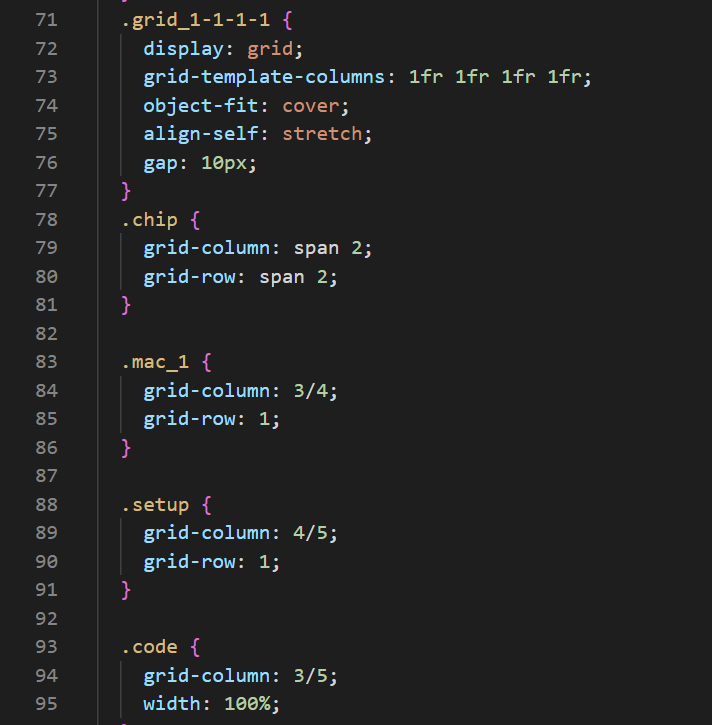 71 .grid_1-1-1-1 {
72 display: grid;
73 grid-template-columns: 1fr 1fr 1fr 1fr;
74 object-fit: cover;
75 align-self: stretch;
76 gap: 10px;
77 }
78 .chip {
79 grid-column: span 2;
80 grid-row: span 2;
81 }
82
83 .mac_1 {
84 grid-column: 3/4;
85 grid-row: 1;
86 }
87
88 .setup {
89 grid-column: 4/5;
90 grid-row: 1;
91 }
92
93 .code {
94 grid-column: 3/5;
95 width: 100%;